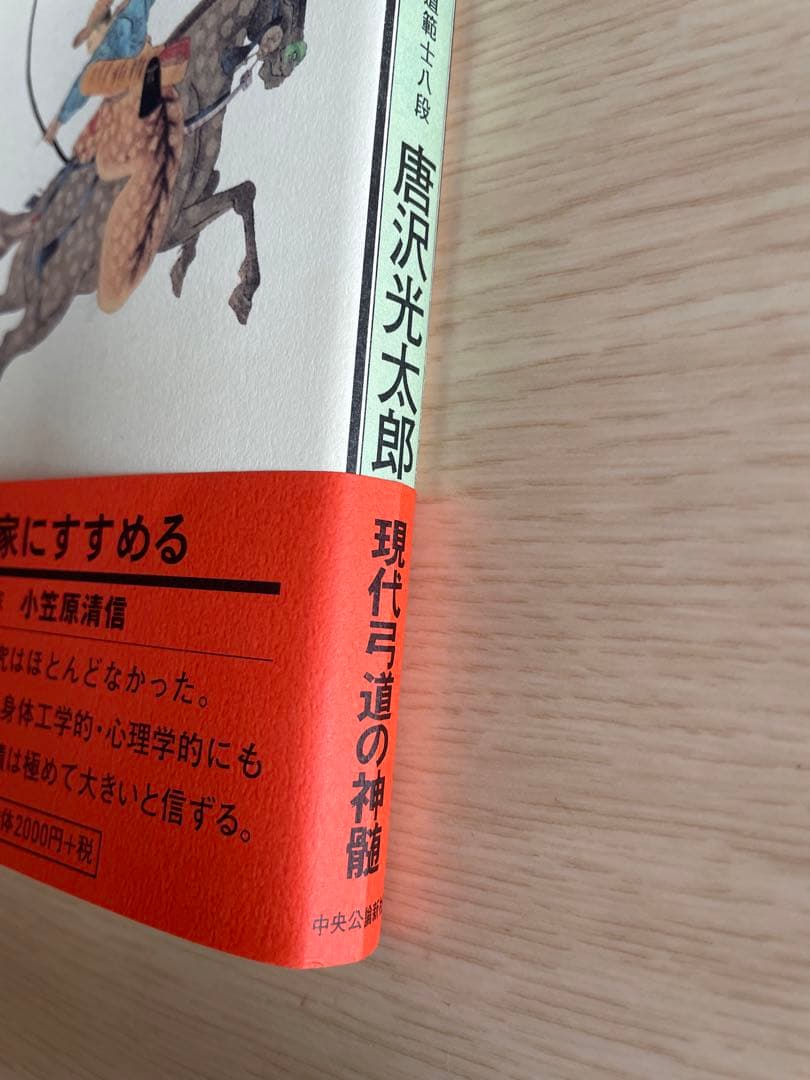 道範士八段 唐沢光太郎
現代弓道の神髄
中央公論新社
家にすすめる
小笠原清信
究はほとんどなかった。
身体工学的・心理学的にも
績は極めて大きいと信ずる。
体2000円+税